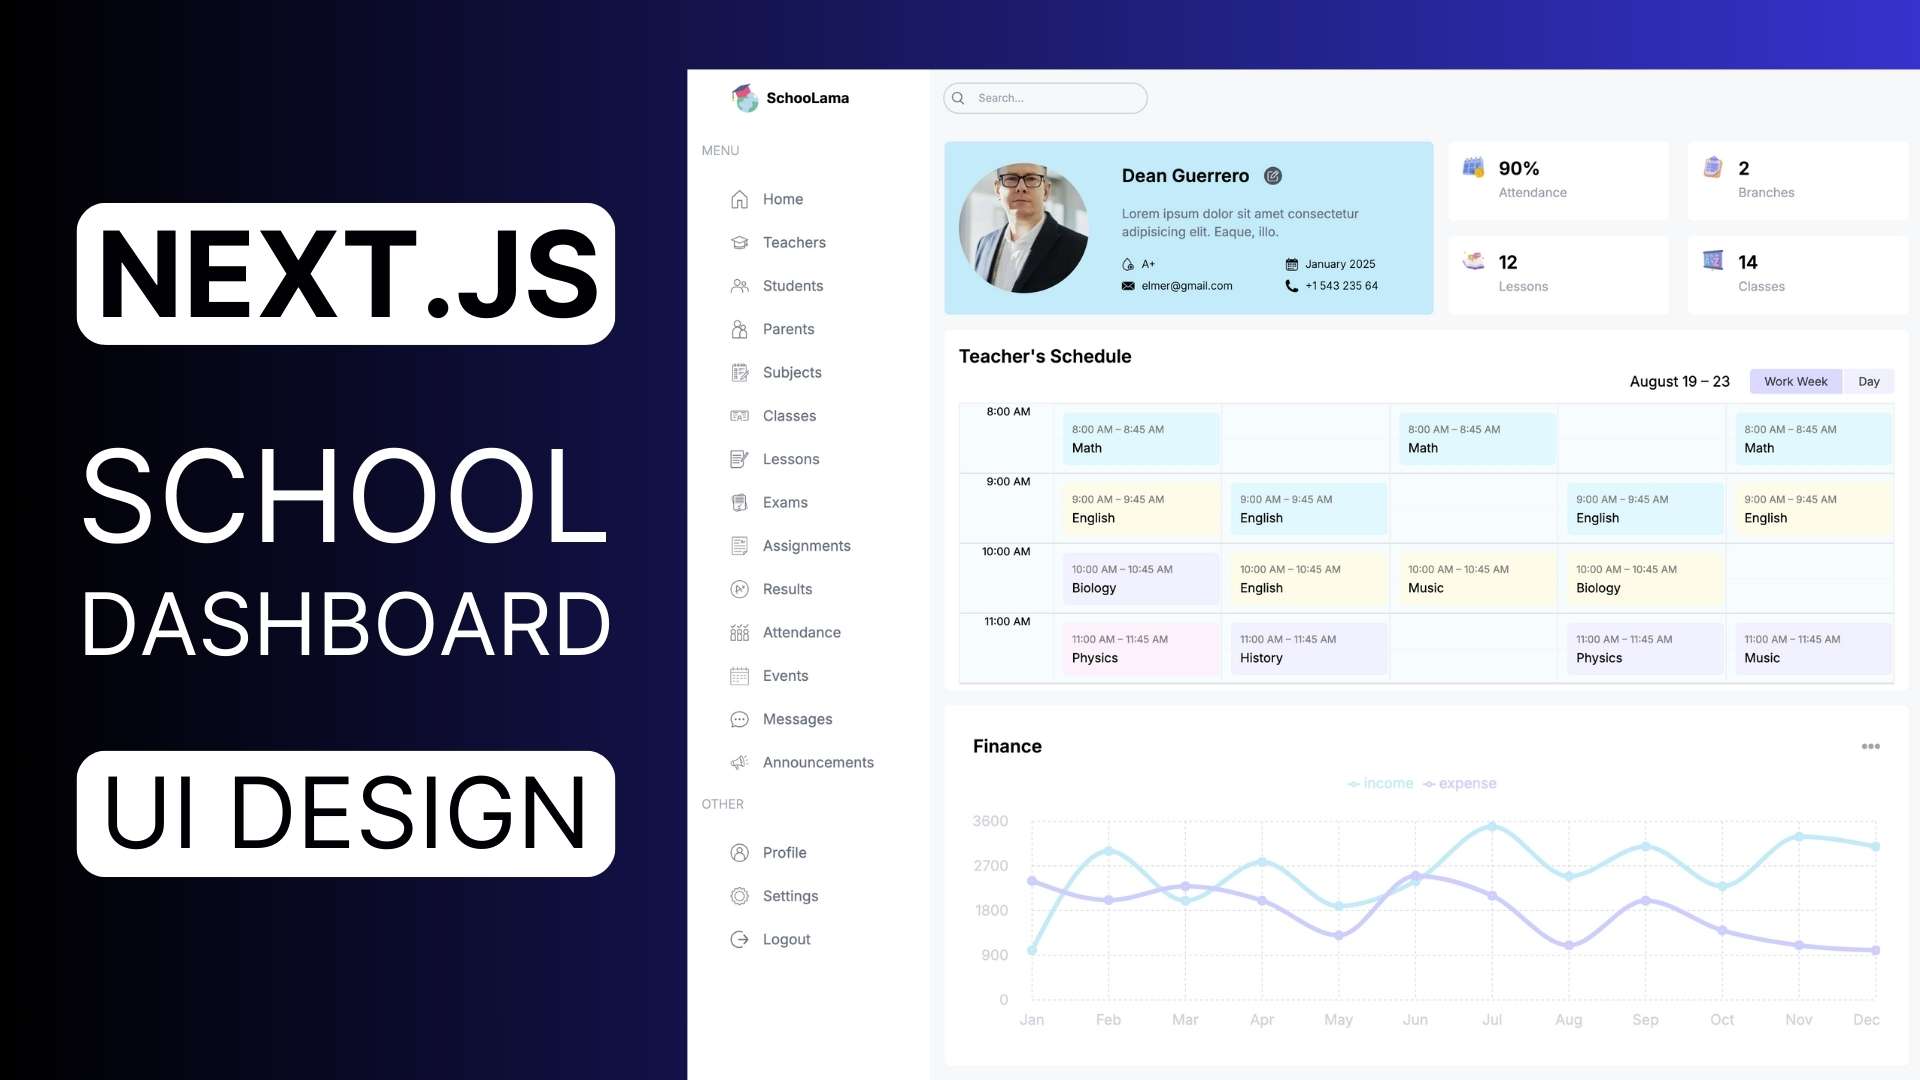 NEXT.JS
SCHOOL
DASHBOARD
UI DESIGN
SchooLama
MENU
Home
Teachers
Students
Parents
Subjects
Classes
Lessons
Exams
Assignments
Results
Attendance
Events
Messages
Announcements
OTHER
Profile
Settings
Logout
Search...
Dean Guerrero
Lorem ipsum dolor sit amet consectetur
adipisicing elit. Eaque, illo.
A+
January 2025
elmer@gmail.com
+1 543 235 64
90%
Attendance
2
Branches
12
Lessons
14
Classes
Teacher's Schedule
August 19 – 23
Work Week
Day
8:00 AM
8:00 AM – 8:45 AM
Math
8:00 AM – 8:45 AM
Math
8:00 AM – 8:45 AM
Math
9:00 AM
9:00 AM – 9:45 AM
English
9:00 AM – 9:45 AM
English
9:00 AM – 9:45 AM
English
9:00 AM – 9:45 AM
English
10:00 AM
10:00 AM – 10:45 AM
Biology
10:00 AM – 10:45 AM
English
10:00 AM – 10:45 AM
Music
10:00 AM – 10:45 AM
Biology
11:00 AM
11:00 AM – 11:45 AM
Physics
11:00 AM – 11:45 AM
History
11:00 AM – 11:45 AM
Physics
11:00 AM – 11:45 AM
Music
Finance
income expense
3600
2700
1800
900
0
Jan Feb Mar Apr May Jun Jul Aug Sep Oct Nov Dec